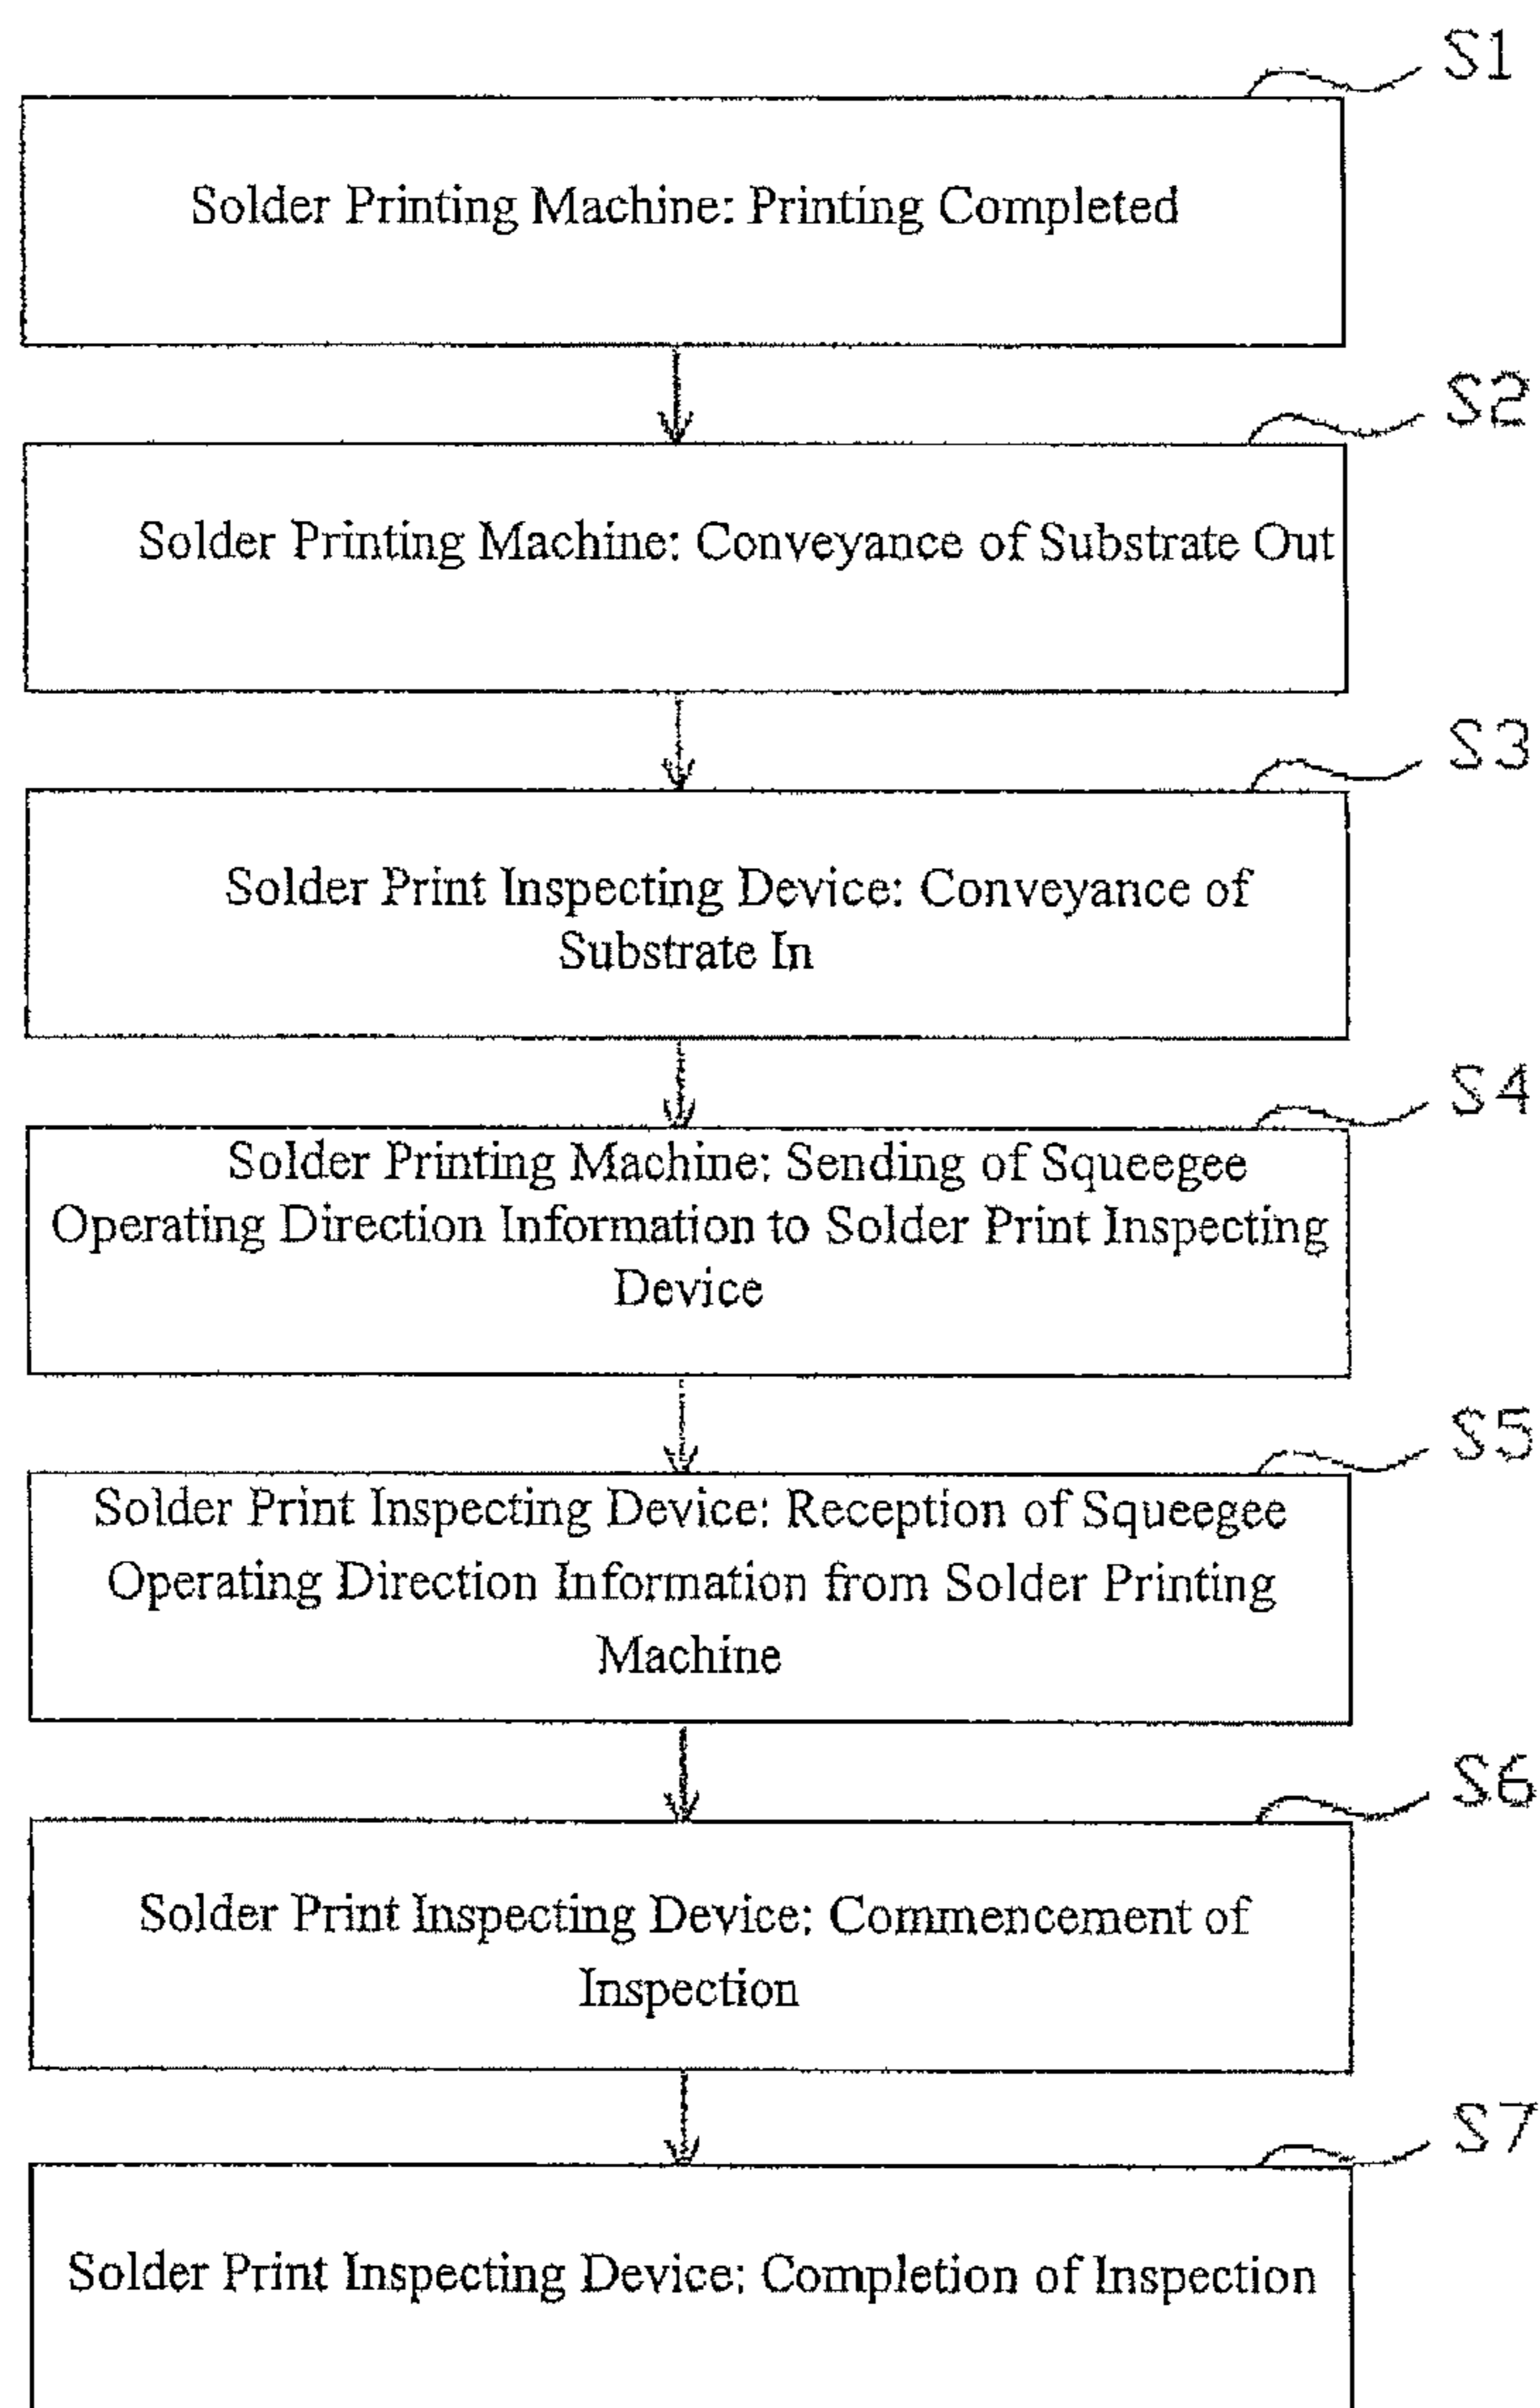 S1
Solder Printing Machine: Printing Completed
S2
Solder Printing Machine: Conveyance of Substrate Out
S3
Solder Print Inspecting Device: Conveyance of
Substrate In
S4
Solder Printing Machine: Sending of Squeegee
Operating Direction Information to Solder Print Inspecting
Device
S5
Solder Print Inspecting Device: Reception of Squeegee
Operating Direction Information from Solder Printing
Machine
S6
Solder Print Inspecting Device: Commencement of
Inspection
S7
Solder Print Inspecting Device: Completion of Inspection